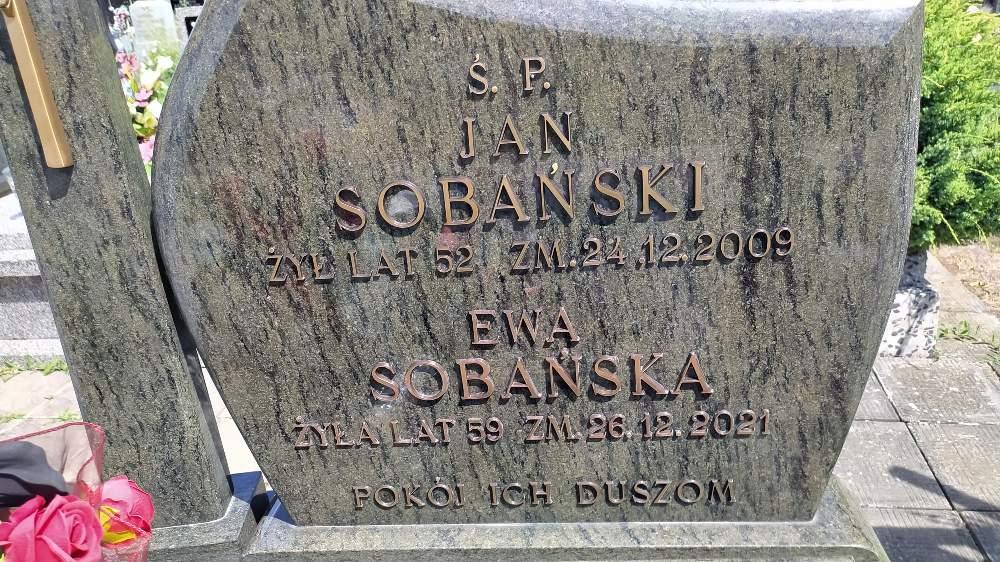 Ś. P.
JAN
SOBAŃSKI
ŻYŁ LAT 52 ZM. 24.12.2009
EWA
SOBAŃSKA
ŻYŁA LAT 59 ZM. 26.12.2021
POKÓJ ICH DUSZOM